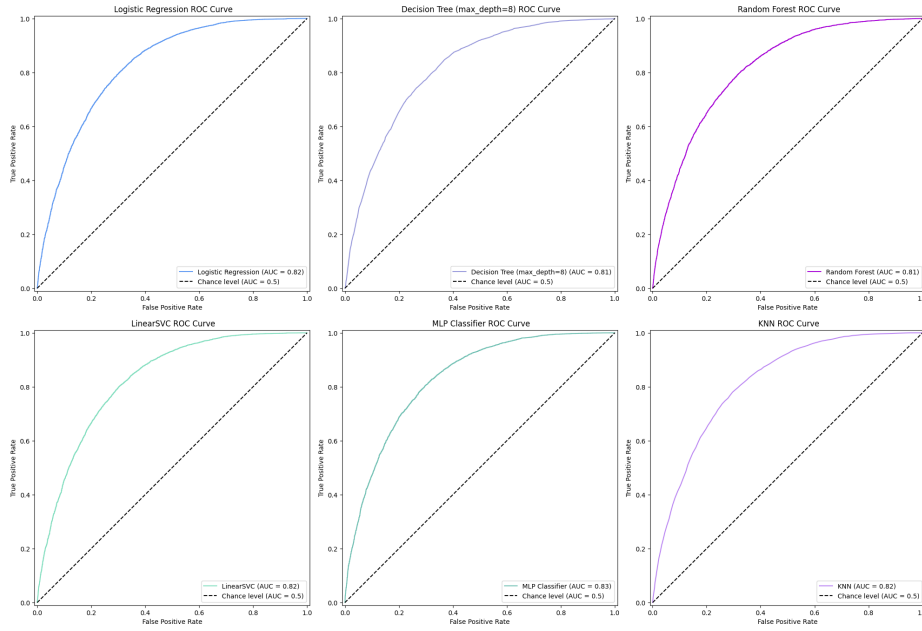 Logistic Regression ROC Curve
True Positive Rate
1.0
0.8
0.6
0.4
0.2
0.0
Logistic Regression (AUC = 0.82)
Chance level (AUC = 0.5)
0.0 0.2 0.4 0.6 0.8 1.0
False Positive Rate
Decision Tree (max_depth=8) ROC Curve
True Positive Rate
1.0
0.8
0.6
0.4
0.2
0.0
Decision Tree (max_depth=8) (AUC = 0.81)
Chance level (AUC = 0.5)
0.0 0.2 0.4 0.6 0.8 1.0
False Positive Rate
Random Forest ROC Curve
True Positive Rate
1.0
0.8
0.6
0.4
0.2
0.0
Random Forest (AUC = 0.81)
Chance level (AUC = 0.5)
0.0 0.2 0.4 0.6 0.8 1.0
False Positive Rate
LinearSVC ROC Curve
True Positive Rate
1.0
0.8
0.6
0.4
0.2
0.0
LinearSVC (AUC = 0.82)
Chance level (AUC = 0.5)
0.0 0.2 0.4 0.6 0.8 1.0
False Positive Rate
MLP Classifier ROC Curve
True Positive Rate
1.0
0.8
0.6
0.4
0.2
0.0
MLP Classifier (AUC = 0.83)
Chance level (AUC = 0.5)
0.0 0.2 0.4 0.6 0.8 1.0
False Positive Rate
KNN ROC Curve
True Positive Rate
1.0
0.8
0.6
0.4
0.2
0.0
KNN (AUC = 0.82)
Chance level (AUC = 0.5)
0.0 0.2 0.4 0.6 0.8 1.0
False Positive Rate